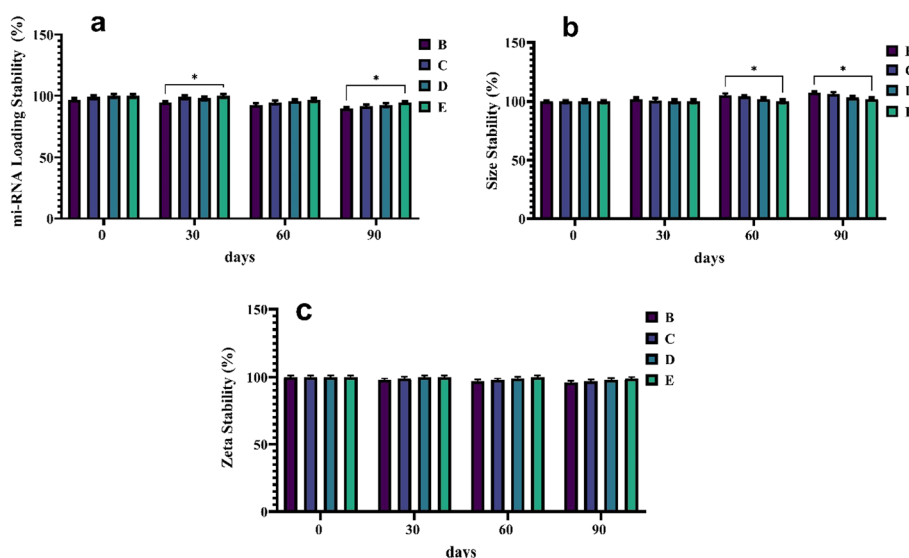 a
mi-RNA Loading Stability (%)
150
100
50
0
*
*
0 30 60 90
days
B
C
D
E
b
Size Stability (%)
150
100
50
0
*
*
0 30 60 90
days
c
Zeta Stability (%)
150
100
50
0
0 30 60 90
days
B
C
D
E